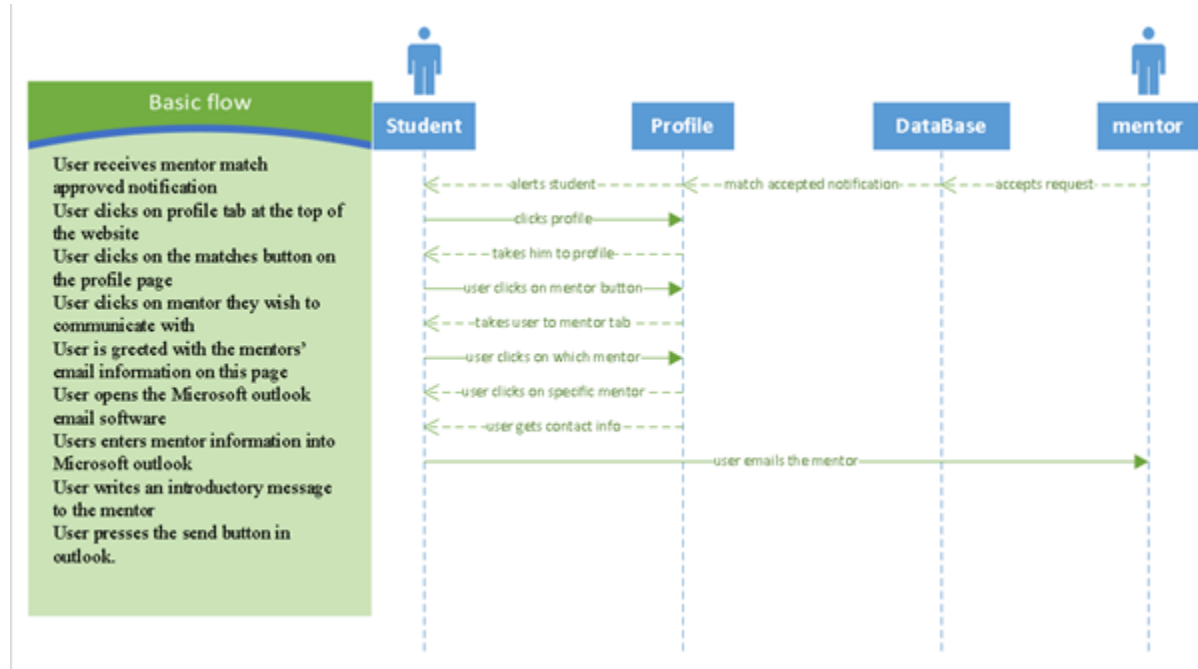 Basic flow
User receives mentor match
approved notification
User clicks on profile tab at the top of
the website
User clicks on the matches button on
the profile page
User clicks on mentor they wish to
communicate with
User is greeted with the mentors’
email information on this page
User opens the Microsoft outlook
email software
Users enters mentor information into
Microsoft outlook
User writes an introductory message
to the mentor
User presses the send button in
outlook.
Student
Profile
DataBase
mentor
alerts student
match accepted notification
accepts request
clicks profile
takes him to profile
user clicks on mentor button
takes user to mentor tab
user clicks on which mentor
user clicks on specific mentor
user gets contact info
user emails the mentor